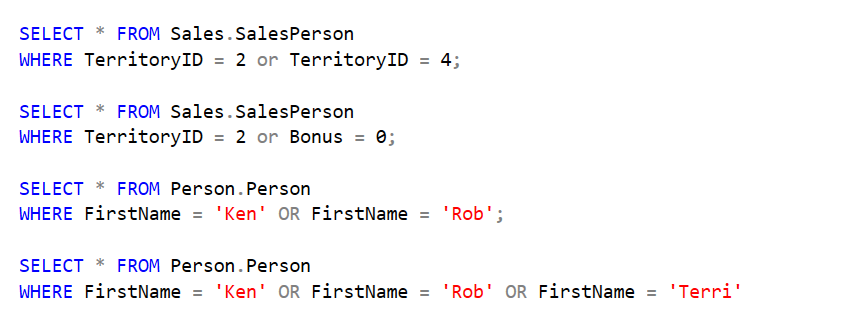 SELECT * FROM Sales.SalesPerson
WHERE TerritoryID = 2 or TerritoryID = 4;
SELECT * FROM Sales.SalesPerson
WHERE TerritoryID = 2 or Bonus = 0;
SELECT * FROM Person.Person
WHERE FirstName = 'Ken' OR FirstName = 'Rob';
SELECT * FROM Person.Person
WHERE FirstName = 'Ken' OR FirstName = 'Rob' OR FirstName = 'Terri'